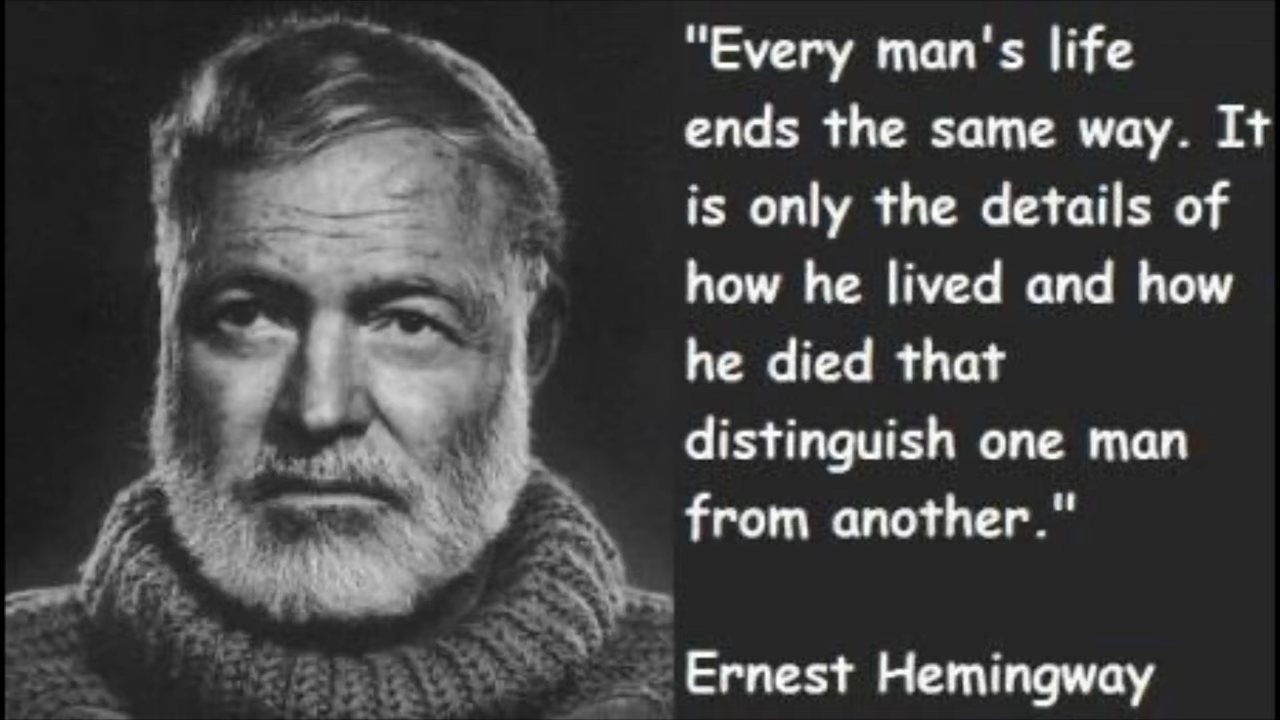 "Every man's life
ends the same way. It
is only the details of
how he lived and how
he died that
distinguish one man
from another."
Ernest Hemingway